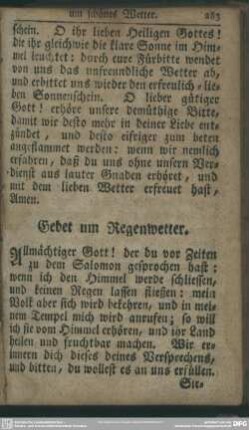 um schönes Wetter. 283
schein. O ihr lieben Heiligen Gottes!
die ihr gleichwie die klare Sonne im Him-
mel leuchtet: durch eure Fürbitte wendet
von uns das unfreundliche Wetter ab,
und erbittet uns wieder den erfreulich-lie-
ben Sonnenschein. O lieber gütiger
Gott! erhöre unsere demüthige Bitte,
damit wir desto mehr in deiner Liebe ent-
zündet, und desto eifriger zum beten
angeflammet werden: wenn wir nemlich
erfahren, daß du uns ohne unsern Ver-
dienst aus lauter Gnaden erhöret, und
mit dem lieben Wetter erfreuet hast,
Amen.
Gebet um Regenwetter.
Allmächtiger Gott! der du vor Zeiten
zu dem Salomon gesprochen hast:
wenn ich den Himmel werde schliessen,
und keinen Regen lassen fließen: mein
Volk aber sich wird bekehren, und in mei-
nem Tempel mich wird anrufen; so will
ich sie vom Himmel erhören, und ihr Land
heilen und fruchtbar machen. Wir er-
innern dich dieses deines Versprechens,
und bitten, du wollest es an uns erfüllen.
Sie-